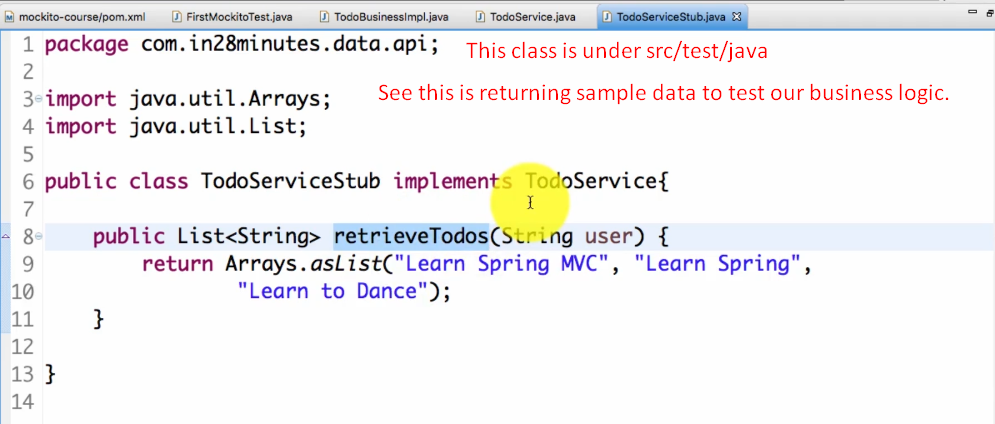 mockito-course/pom.xml FirstMockitoTest.java TodoBusinessImpl.java TodoService.java TodoServiceStub.java
1 package com.in28minutes.data.api;
This class is under src/test/java
2
See this is returning sample data to test our business logic.
3 import java.util.Arrays;
4 import java.util.List;
5
6 public class TodoServiceStub implements TodoService{
7
8 public List<String> retrieveTodos(String user) {
9 return Arrays.asList("Learn Spring MVC", "Learn Spring",
10 "Learn to Dance");
11 }
12
13 }
14